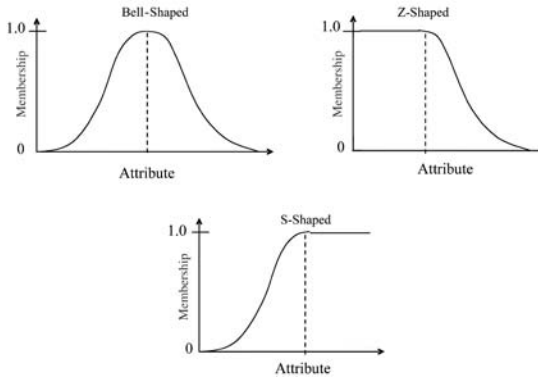 Bell-Shaped
1.0
Membership
0
Attribute
Z-Shaped
1.0
Membership
0
Attribute
S-Shaped
1.0
Membership
0
Attribute